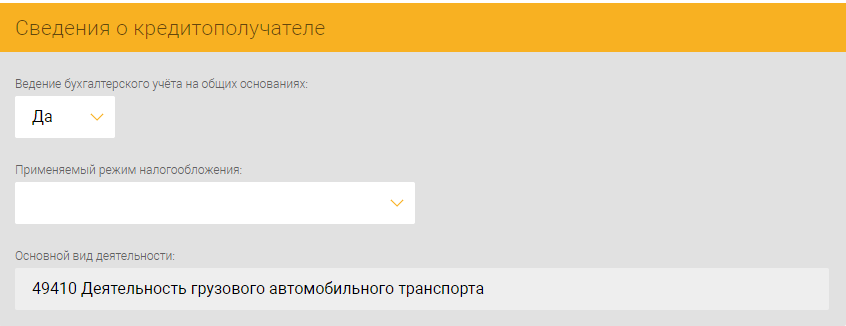 Сведения о кредитополучателе
Ведение бухгалтерского учёта на общих основаниях:
Да
Применяемый режим налогообложения:
Основной вид деятельности:
49410 Деятельность грузового автомобильного транспорта